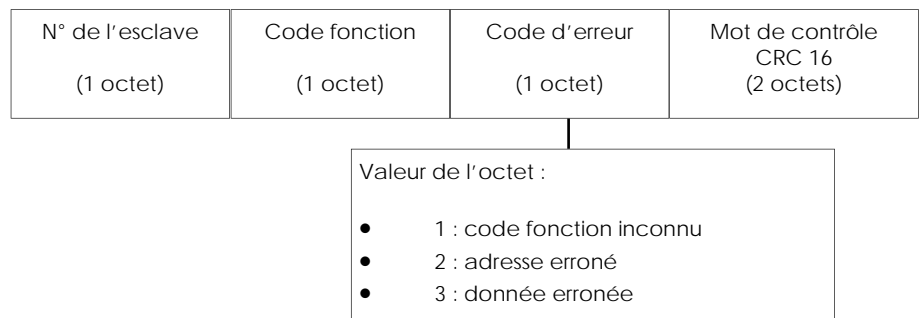 N° de l'esclave
(1 octet)
Code fonction
(1 octet)
Code d'erreur
(1 octet)
Mot de contrôle
CRC 16
(2 octets)
Valeur de l'octet :
● 1 : code fonction inconnu
● 2 : adresse erroné
● 3 : donnée erronée